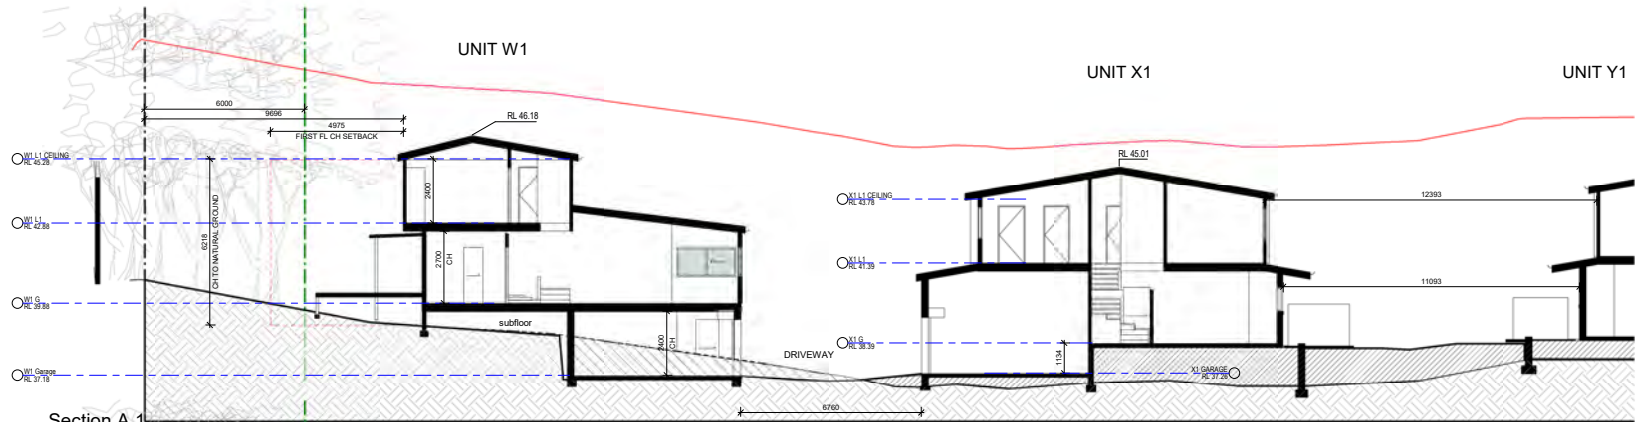 UNIT W1
UNIT X1
UNIT Y1
6000
9696
4975
FIRST FL CH SETBACK
RL 46.18
RL 45.01
W1 L1 CEILING
RL 45.28
X1 L1 CEILING
RL 43.78
12393
2400
6218
CH TO NATURAL GROUND
W1 L1
RL 42.88
2700
CH
X1 L1
RL 41.39
11093
W1 G
RL 39.88
subfloor
2400
CH
DRIVEWAY
X1 G
RL 38.39
1134
W1 Garage
RL 37.18
X1 GARAGE
RL 37.26
6760
Section A 1